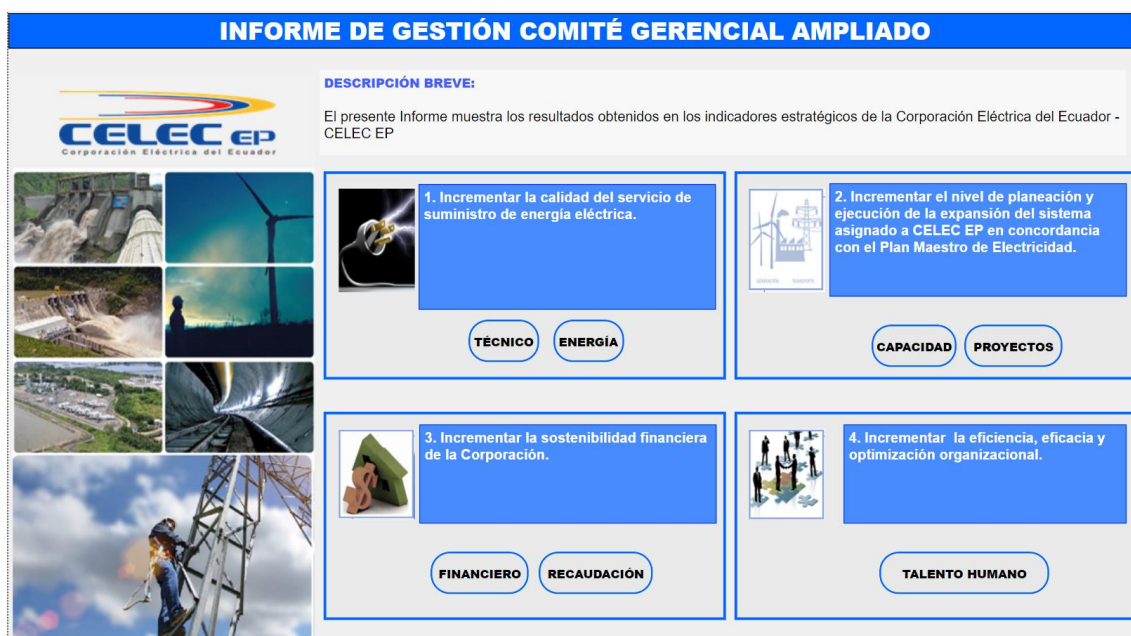 INFORME DE GESTIÓN COMITÉ GERENCIAL AMPLIADO
CELEC EP
Corporación Eléctrica del Ecuador
DESCRIPCIÓN BREVE:
El presente Informe muestra los resultados obtenidos en los indicadores estratégicos de la Corporación Eléctrica del Ecuador -
CELEC EP
1. Incrementar la calidad del servicio de
suministro de energía eléctrica.
TÉCNICO
ENERGÍA
2. Incrementar el nivel de planeación y
ejecución de la expansión del sistema
asignado a CELEC EP en concordancia
con el Plan Maestro de Electricidad.
GENERACIÓN TRANSPORTE
CAPACIDAD
PROYECTOS
3. Incrementar la sostenibilidad financiera
de la Corporación.
FINANCIERO
RECAUDACIÓN
4. Incrementar  la eficiencia, eficacia y
optimización organizacional.
TALENTO HUMANO